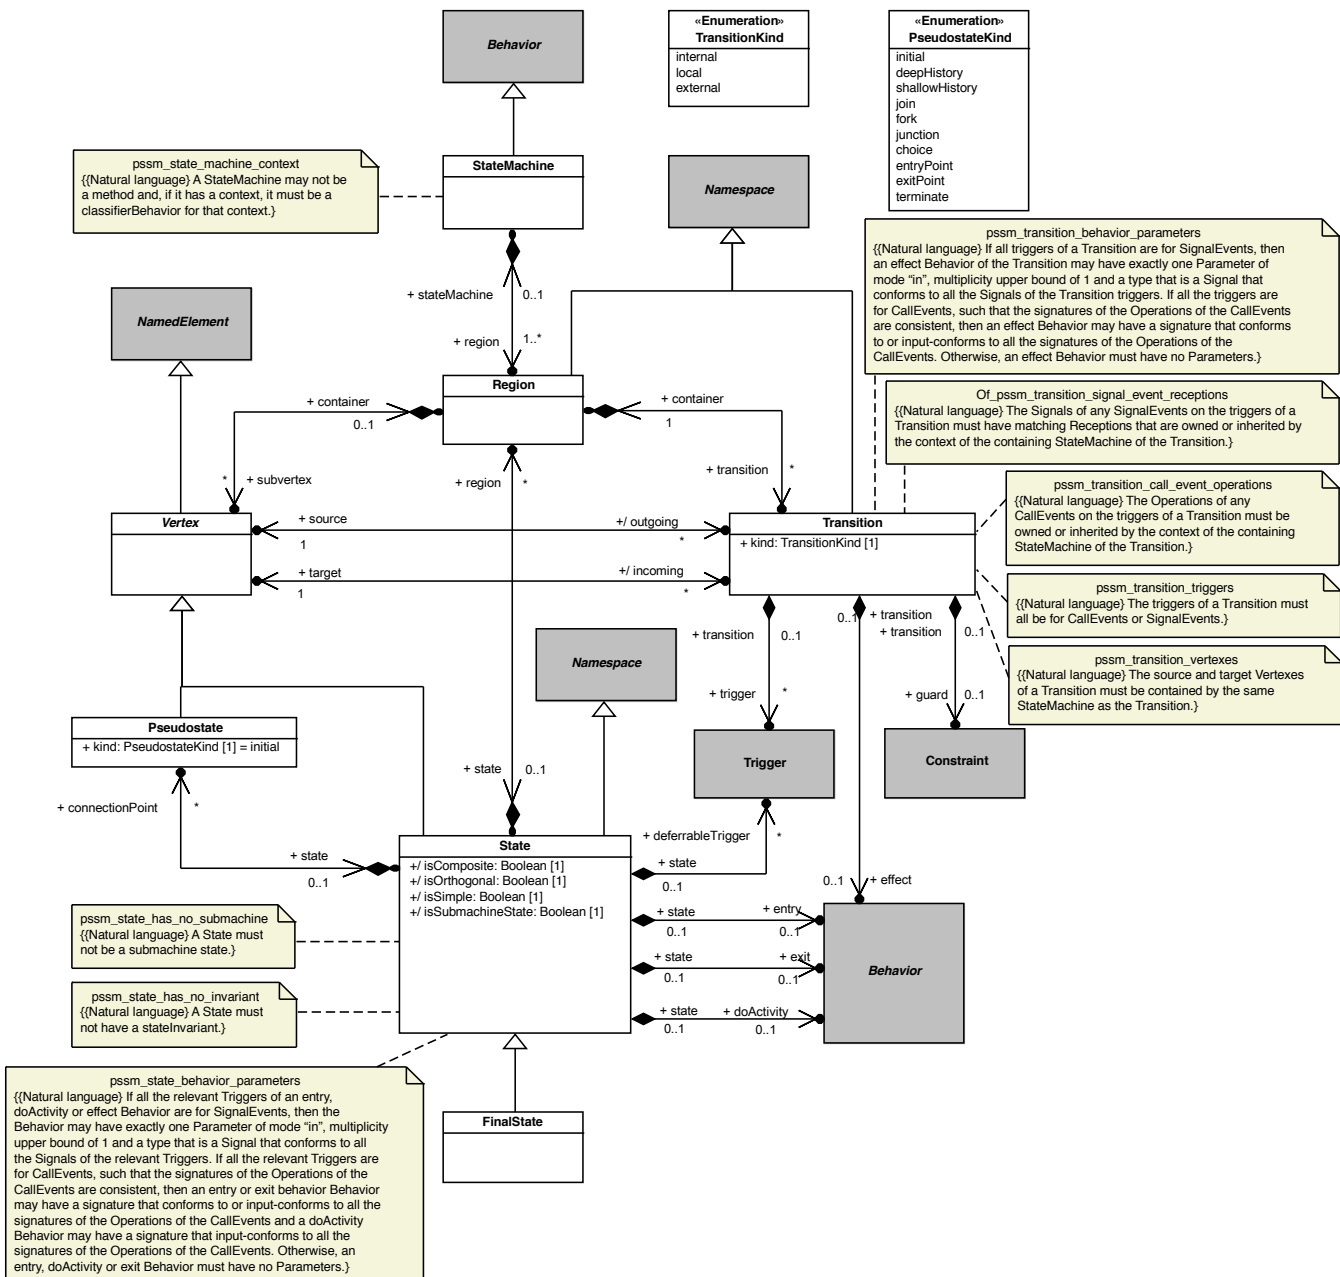 Behavior
«Enumeration»
TransitionKind
internal
local
external
«Enumeration»
PseudostateKind
initial
deepHistory
shallowHistory
join
fork
junction
choice
entryPoint
exitPoint
terminate
pssm_state_machine_context
{{Natural language} A StateMachine may not be
a method and, if it has a context, it must be a
classifierBehavior for that context.}
StateMachine
Namespace
pssm_transition_behavior_parameters
{{Natural language} If all triggers of a Transition are for SignalEvents, then
an effect Behavior of the Transition may have exactly one Parameter of
mode “in”, multiplicity upper bound of 1 and a type that is a Signal that
conforms to all the Signals of the Transition triggers. If all the triggers are
for CallEvents, such that the signatures of the Operations of the CallEvents
are consistent, then an effect Behavior may have a signature that conforms
to or input-conforms to all the signatures of the Operations of the
CallEvents. Otherwise, an effect Behavior must have no Parameters.}
+ stateMachine
0..1
NamedElement
+ region
1..*
Region
+ container
0..1
+ container
1
Of_pssm_transition_signal_event_receptions
{{Natural language} The Signals of any SignalEvents on the triggers of a
Transition must have matching Receptions that are owned or inherited by
the context of the containing StateMachine of the Transition.}
* + subvertex
+ region
*
+ transition
*
pssm_transition_call_event_operations
{{Natural language} The Operations of any
CallEvents on the triggers of a Transition must be
owned or inherited by the context of the containing
StateMachine of the Transition.}
Vertex
+ source
1
+/ outgoing
*
Transition
+ kind: TransitionKind [1]
+ target
1
+/ incoming
*
pssm_transition_triggers
{{Natural language} The triggers of a Transition must
all be for CallEvents or SignalEvents.}
+ transition
0..1
0..1
+ transition
+ transition
0..1
pssm_transition_vertexes
{{Natural language} The source and target Vertexes
of a Transition must be contained by the same
StateMachine as the Transition.}
Namespace
+ trigger
*
+ guard
0..1
Pseudostate
+ kind: PseudostateKind [1] = initial
Trigger
Constraint
+ state
0..1
+ connectionPoint
*
+ deferrableTrigger
*
State
+/ isComposite: Boolean [1]
+/ isOrthogonal: Boolean [1]
+/ isSimple: Boolean [1]
+/ isSubmachineState: Boolean [1]
+ state
0..1
+ state
0..1
0..1
+ effect
pssm_state_has_no_submachine
{{Natural language} A State must
not be a submachine state.}
+ state
0..1
+ entry
0..1
+ state
0..1
+ exit
0..1
Behavior
pssm_state_has_no_invariant
{{Natural language} A State must
not have a stateInvariant.}
+ state
0..1
+ doActivity
0..1
pssm_state_behavior_parameters
{{Natural language} If all the relevant Triggers of an entry,
doActivity or effect Behavior are for SignalEvents, then the
Behavior may have exactly one Parameter of mode “in”, multiplicity
upper bound of 1 and a type that is a Signal that conforms to all
the Signals of the relevant Triggers. If all the relevant Triggers are
for CallEvents, such that the signatures of the Operations of the
CallEvents are consistent, then an entry or exit behavior Behavior
may have a signature that conforms to or input-conforms to all the
signatures of the Operations of the CallEvents and a doActivity
Behavior may have a signature that input-conforms to all the
signatures of the Operations of the CallEvents. Otherwise, an
entry, doActivity or exit Behavior must have no Parameters.}
FinalState